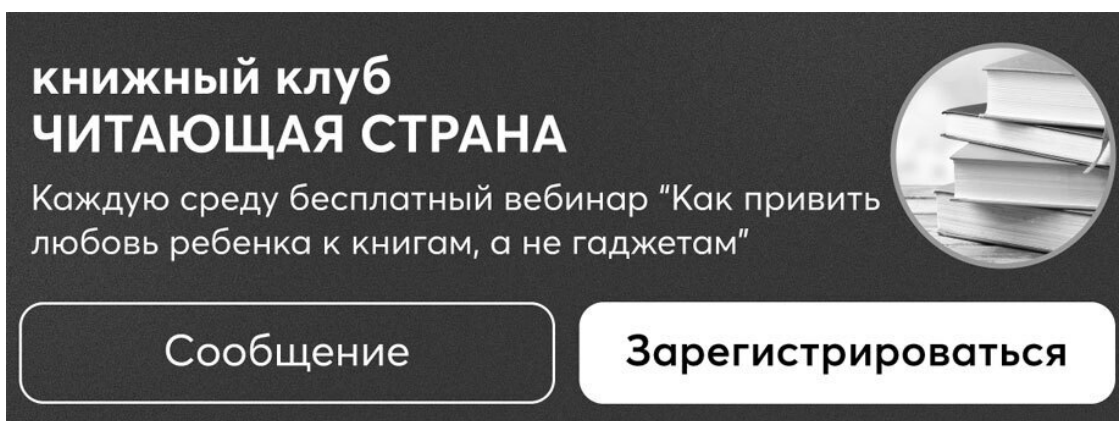 книжный клуб
ЧИТАЮЩАЯ СТРАНА
Каждую среду бесплатный вебинар "Как привить
любовь ребенка к книгам, а не гаджетам"
Сообщение
Зарегистрироваться